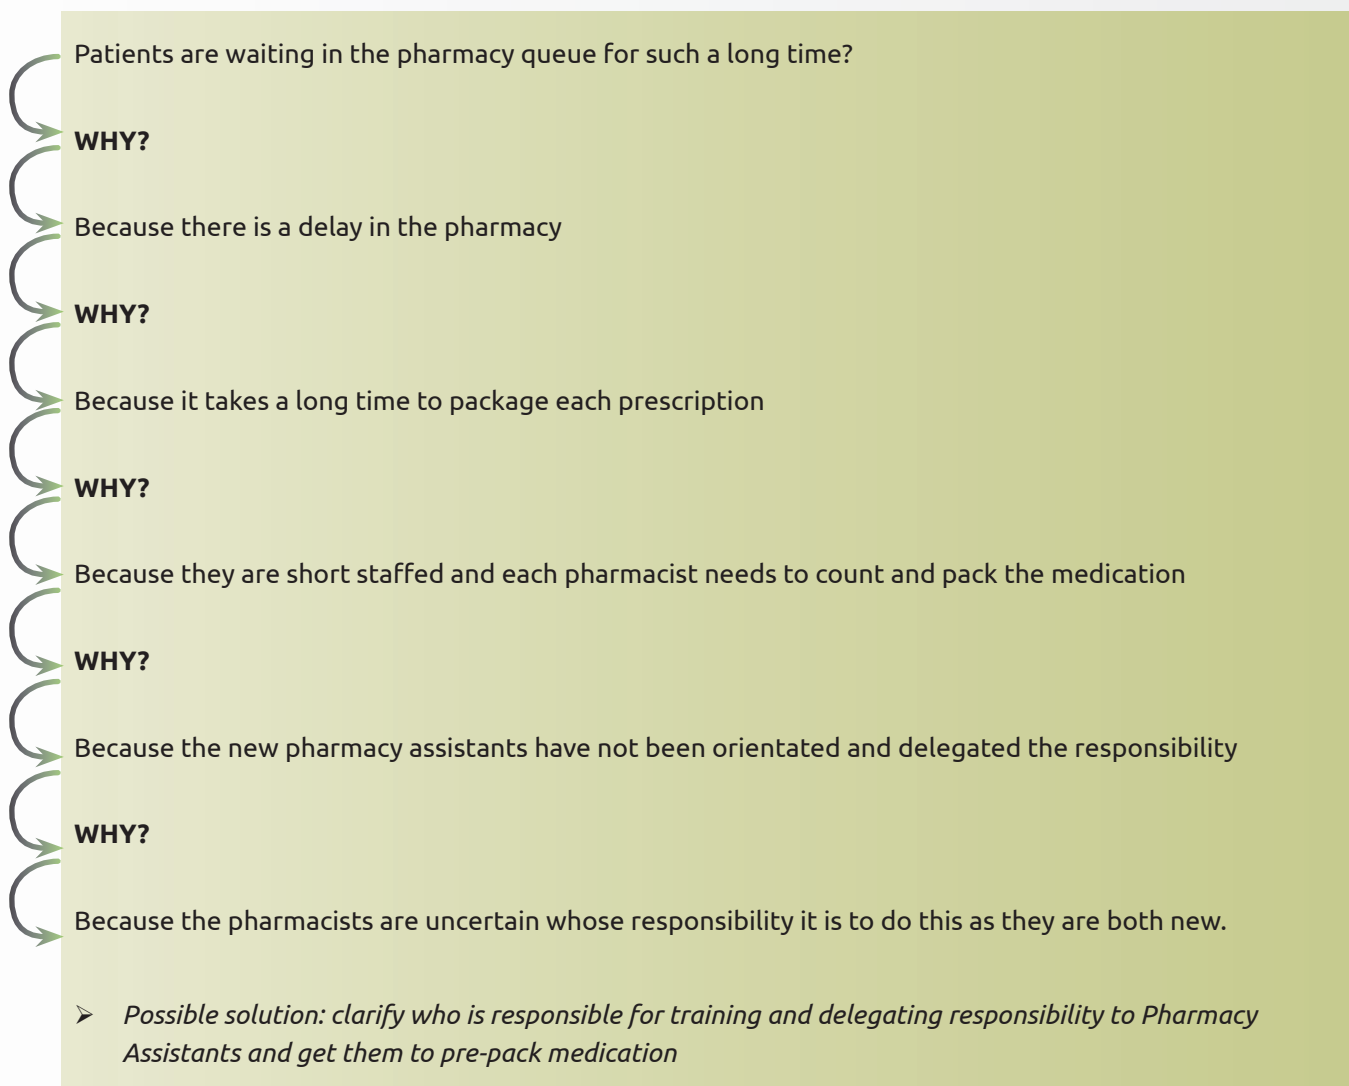 Patients are waiting in the pharmacy queue for such a long time?
WHY?
Because there is a delay in the pharmacy
WHY?
Because it takes a long time to package each prescription
WHY?
Because they are short staffed and each pharmacist needs to count and pack the medication
WHY?
Because the new pharmacy assistants have not been orientated and delegated the responsibility
WHY?
Because the pharmacists are uncertain whose responsibility it is to do this as they are both new.
➢ Possible solution: clarify who is responsible for training and delegating responsibility to Pharmacy
Assistants and get them to pre-pack medication